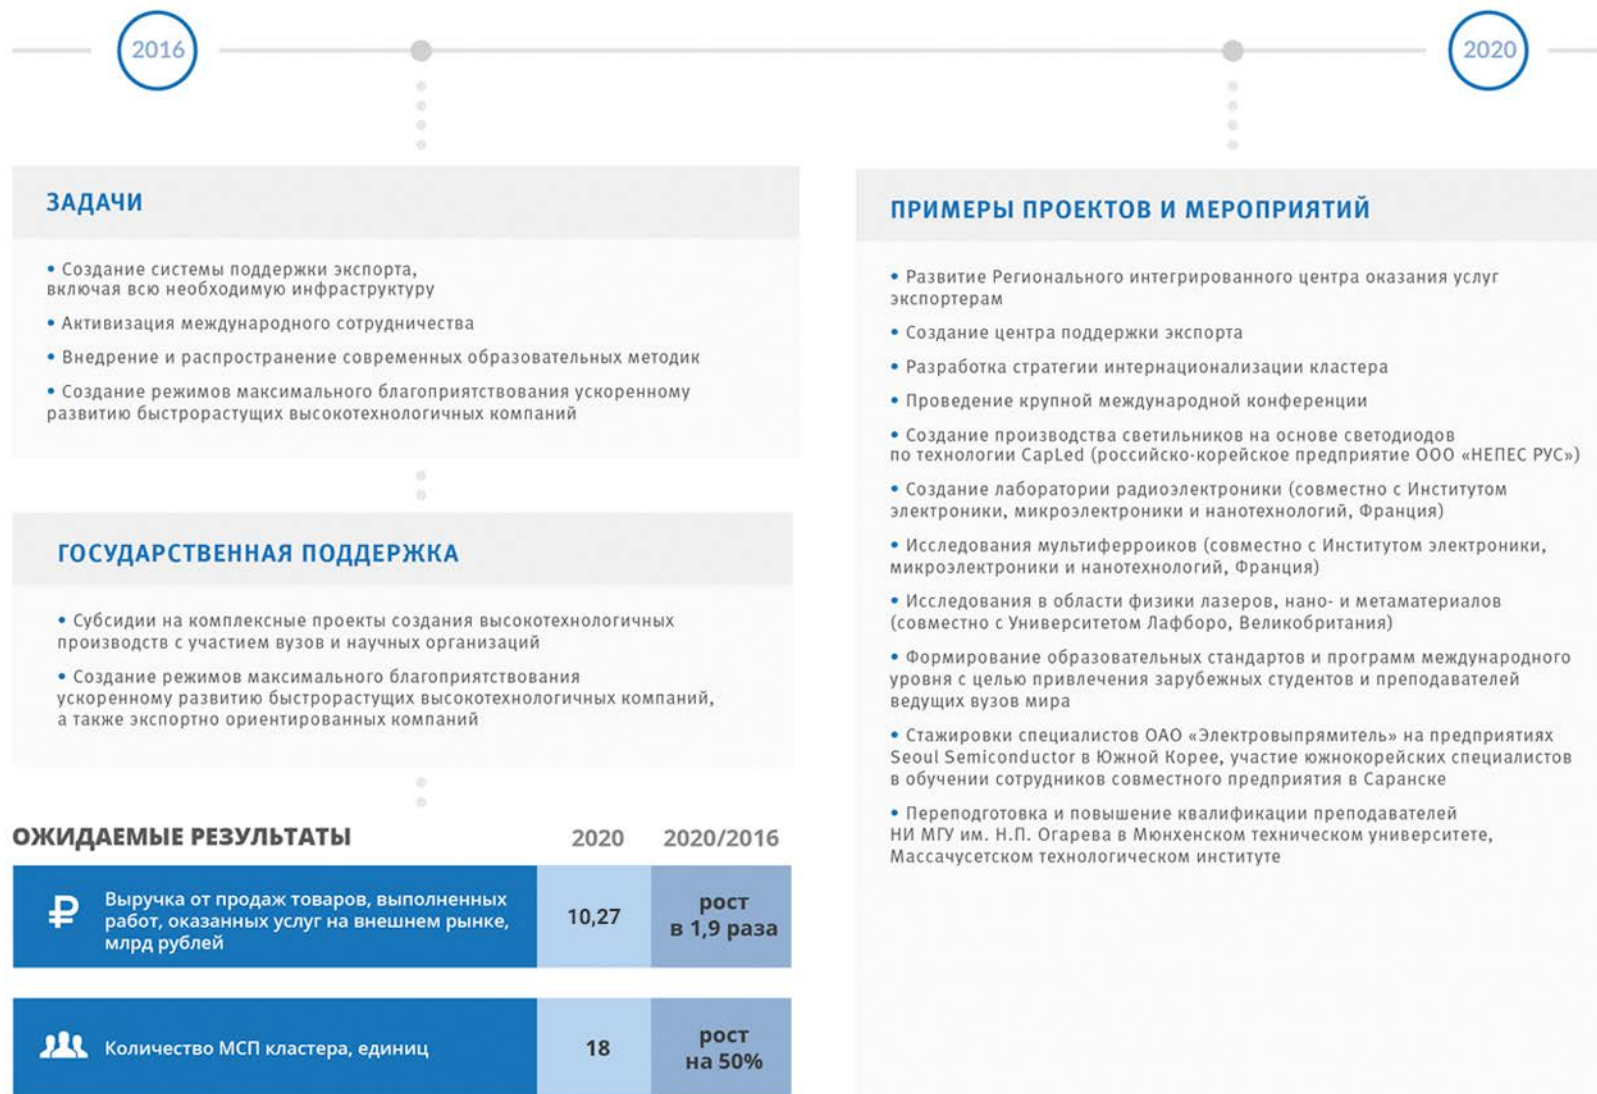 2016
2020
ЗАДАЧИ
• Создание системы поддержки экспорта,
включая всю необходимую инфраструктуру
• Активизация международного сотрудничества
• Внедрение и распространение современных образовательных методик
• Создание режимов максимального благоприятствования ускоренному
развитию быстрорастущих высокотехнологичных компаний
ГОСУДАРСТВЕННАЯ ПОДДЕРЖКА
• Субсидии на комплексные проекты создания высокотехнологичных
производств с участием вузов и научных организаций
• Создание режимов максимального благоприятствования
ускоренному развитию быстрорастущих высокотехнологичных компаний,
а также экспортно ориентированных компаний
ОЖИДАЕМЫЕ РЕЗУЛЬТАТЫ 2020 2020/2016
Выручка от продаж товаров, выполненных
работ, оказанных услуг на внешнем рынке,
млрд рублей
10,27
рост
в 1,9 раза
Количество МСП кластера, единиц
18
рост
на 50%
ПРИМЕРЫ ПРОЕКТОВ И МЕРОПРИЯТИЙ
• Развитие Регионального интегрированного центра оказания услуг
экспортерам
• Создание центра поддержки экспорта
• Разработка стратегии интернационализации кластера
• Проведение крупной международной конференции
• Создание производства светильников на основе светодиодов
по технологии CapLed (российско-корейское предприятие ООО «НЕПЕС РУС»)
• Создание лаборатории радиоэлектроники (совместно с Институтом
электроники, микроэлектроники и нанотехнологий, Франция)
• Исследования мультиферроиков (совместно с Институтом электроники,
микроэлектроники и нанотехнологий, Франция)
• Исследования в области физики лазеров, нано- и метаматериалов
(совместно с Университетом Лафборо, Великобритания)
• Формирование образовательных стандартов и программ международного
уровня с целью привлечения зарубежных студентов и преподавателей
ведущих вузов мира
• Стажировки специалистов ОАО «Электровыпрямитель» на предприятиях
Seoul Semiconductor в Южной Корее, участие южнокорейских специалистов
в обучении сотрудников совместного предприятия в Саранске
• Переподготовка и повышение квалификации преподавателей
НИ МГУ им. Н.П. Огарева в Мюнхенском техническом университете,
Массачусетском технологическом институте